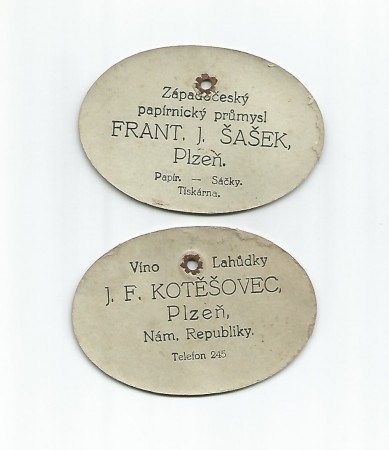 Západočeský
papírnický průmysl
FRANT. J. ŠAŠEK,
Plzeň.
Papír. — Sáčky.
Tiskárna.
Víno Lahůdky
J. F. KOTĚŠOVEC,
Plzeň,
Nám. Republiky.
Telefon 245